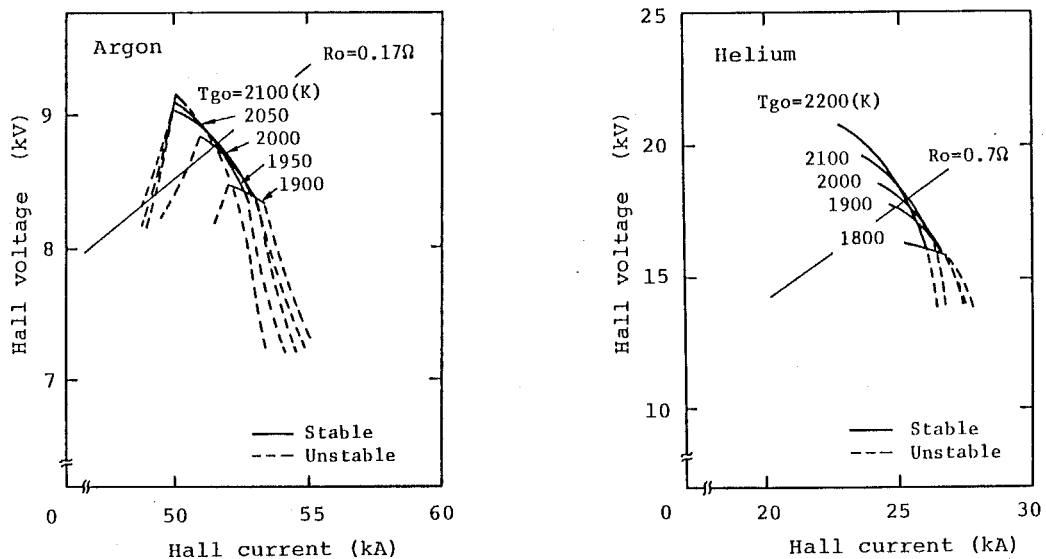 Argon
Ro=0.17Ω
Tgo=2100(K)
2050
2000
1950
1900
9
8
7
Hall voltage (kV)
Stable
Unstable
0
50
55
60
Hall current (kA)
25
Helium
Tgo=2200(K)
20
2100
Ro=0.7Ω
2000
1900
1800
15
10
Hall voltage (kV)
Stable
Unstable
0
20
25
30
Hall current (kA)